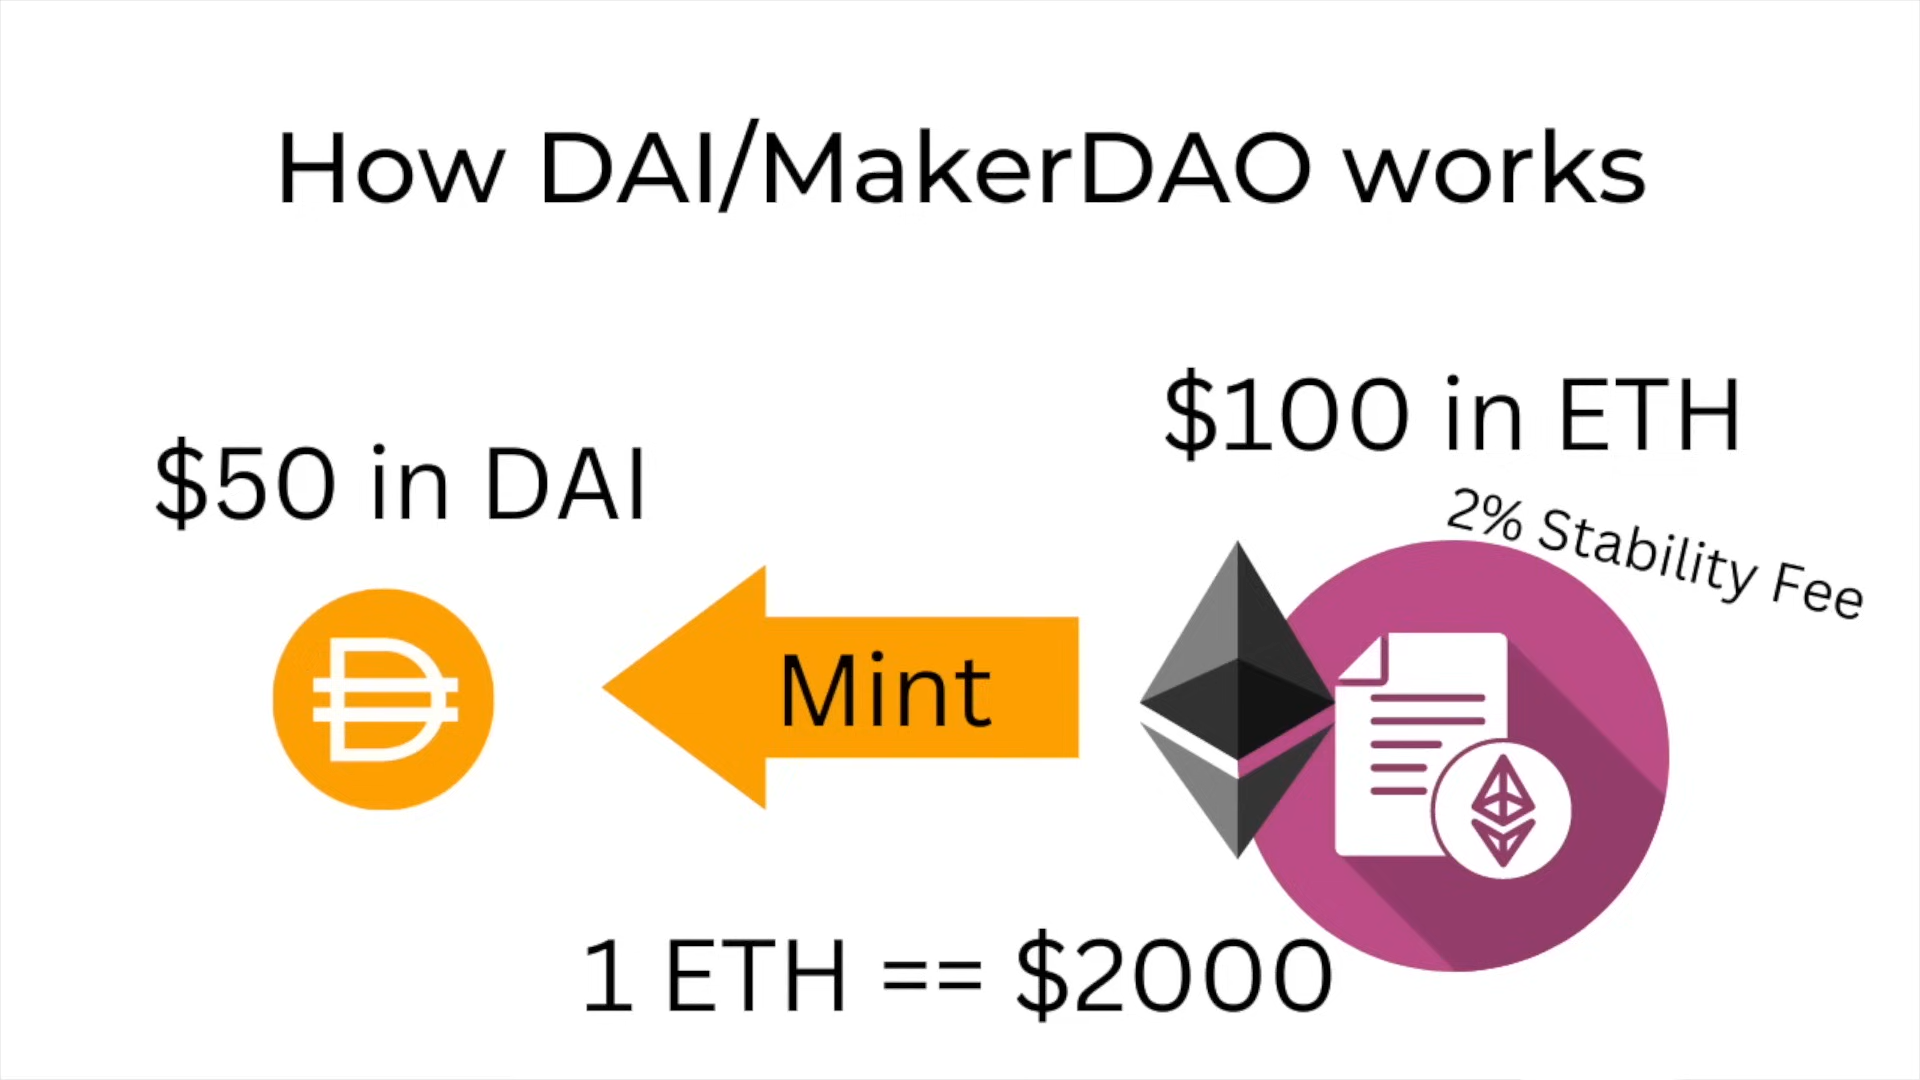 How DAI/MakerDAO works
$100 in ETH
$50 in DAI
2% Stability Fee
Mint
1 ETH == $2000